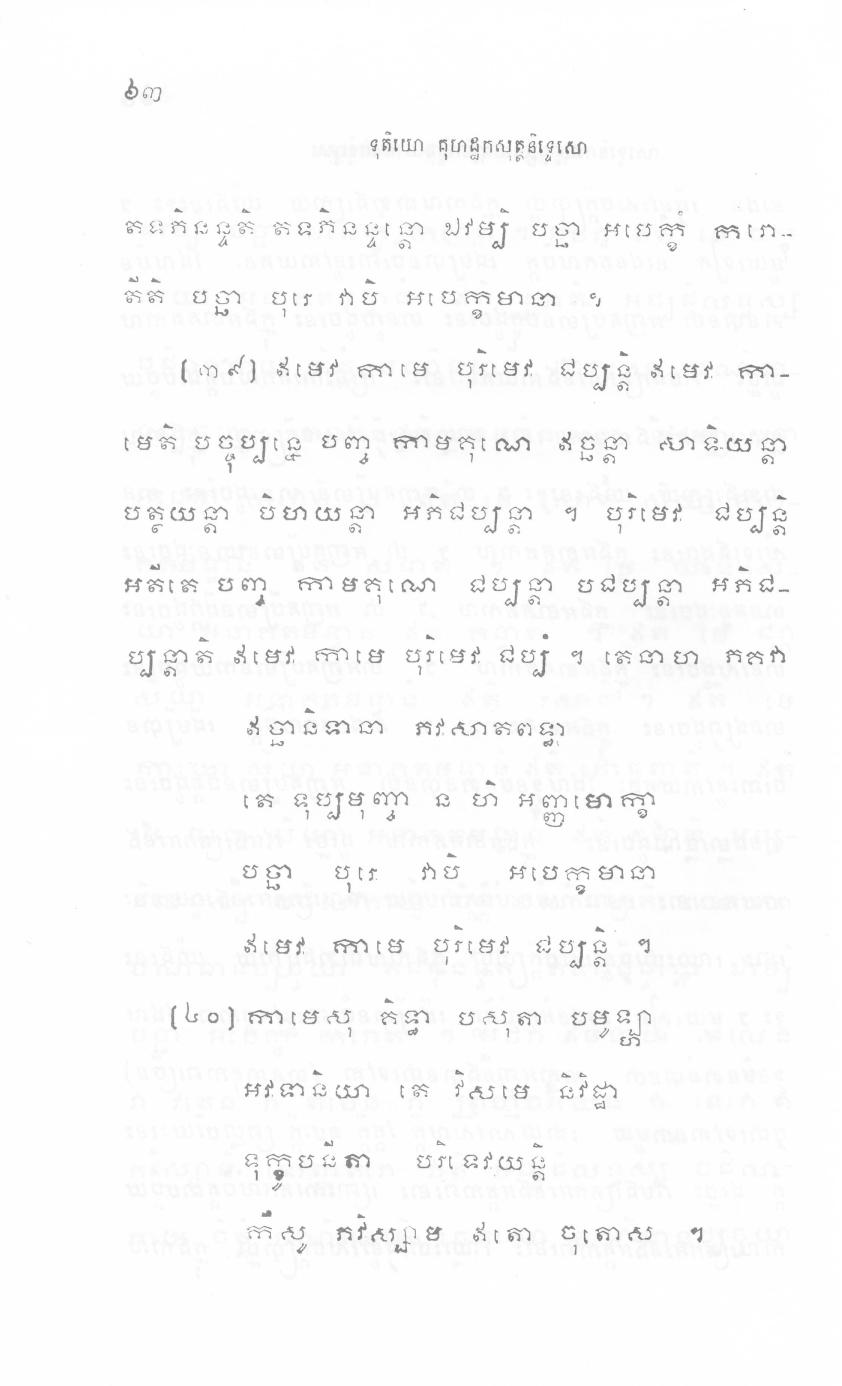 ៦៣
ទុតិយោ គុហដ្ឋកសុត្តនិទ្ទេសោ
តទភិនន្ទតិ តទភិនន្ទន្តោ ឯវម្បិ បច្ឆា អបេក្ខំ ករោ-
តីតិ បច្ឆា បុរេ វាបិ អបេក្ខមានា ។
(៣៩) ឥមេវ កាមេ បុរិមេវ ជប្បន្តិ ឥមេវ កា-
មេតិ បច្ចុប្បន្នេ បញ្ច កាមគុណេ ឥច្ឆន្តា សាទិយន្តា
បត្ថយន្តា បិហយន្តា អភិជប្បន្តា ។ បុរិមេវ ជប្បន្តិ
អតីតេ បញ្ច កាមគុណេ ជប្បន្តា បជប្បន្តា អភិជ-
ប្បន្តាតិ ឥមេវ កាមេ បុរិមេវ ជប្បំ ។ តេនាហ ភគវា
ឥច្ឆានិទានា ភវសាតពទ្ធា
តេ ទុប្បមុញ្ចា ន ហិ អញ្ញមោក្ខា
បច្ឆា បុរេ វាបិ អបេក្ខមានា
ឥមេវ កាមេ បុរិមេវ ជប្បន្តិ ។
(៤០) កាមេសុ គិទ្ធា បសុតា បមូឡ្ហា
អវទានិយា តេ វិសមេ និវិដ្ឋា
ទុក្ខូបនីតា បរិទេវយន្តិ
កឹសូ ភវិស្សាម ឥតោ ចុតាសេ ។